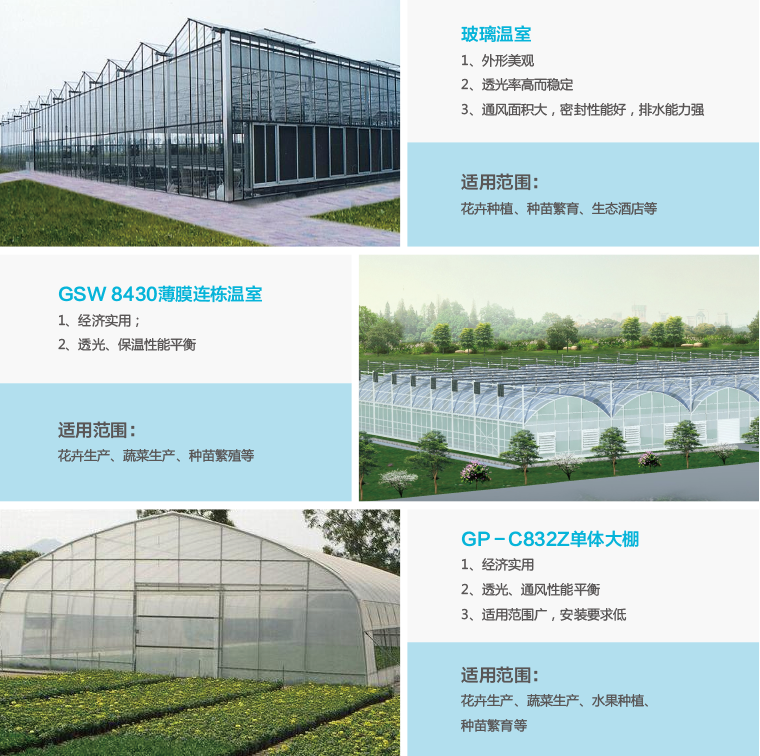 玻璃温室
1、外形美观
2、透光率高而稳定
3、通风面积大，密封性能好，排水能力强
适用范围：
花卉种植、种苗繁育、生态酒店等
GSW 8430薄膜连栋温室
1、经济实用；
2、透光、保温性能平衡
适用范围：
花卉生产、蔬菜生产、种苗繁殖等
GP－C832Z单体大棚
1、经济实用
2、透光、通风性能平衡
3、适用范围广，安装要求低
适用范围：
花卉生产、蔬菜生产、水果种植、
种苗繁育等